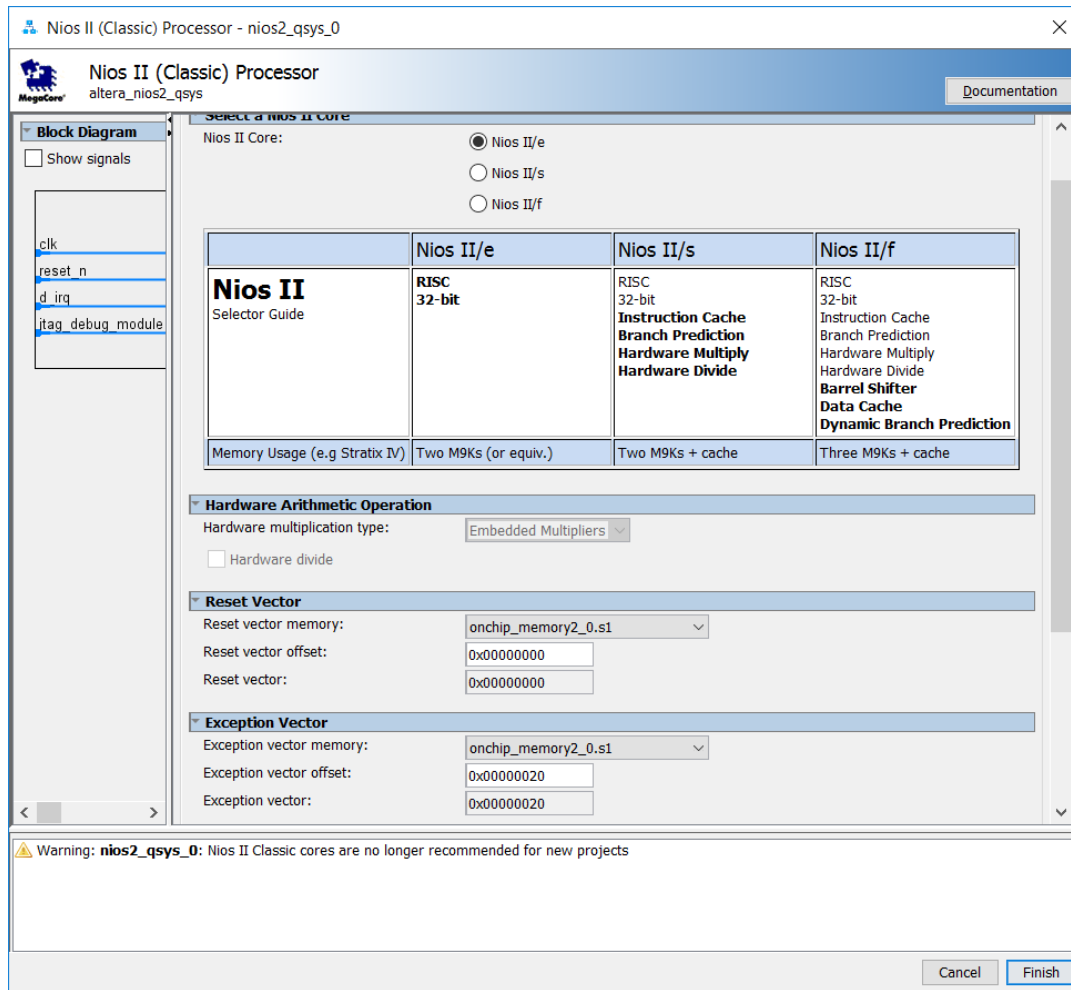 Nios II (Classic) Processor - nios2_qsys_0
MegaCore®
Nios II (Classic) Processor
altera_nios2_qsys
Documentation
Block Diagram
Show signals
clk
reset_n
d_irq
jtag_debug_module
Select a Nios II Core
Nios II Core:
Nios II/e
Nios II/s
Nios II/f
Nios II/e Nios II/s Nios II/f
Nios II
Selector Guide
RISC
32-bit
RISC
32-bit
Instruction Cache
Branch Prediction
Hardware Multiply
Hardware Divide
RISC
32-bit
Instruction Cache
Branch Prediction
Hardware Multiply
Hardware Divide
Barrel Shifter
Data Cache
Dynamic Branch Prediction
Memory Usage (e.g Stratix IV) Two M9Ks (or equiv.) Two M9Ks + cache Three M9Ks + cache
Hardware Arithmetic Operation
Hardware multiplication type: Embedded Multipliers
Hardware divide
Reset Vector
Reset vector memory: onchip_memory2_0.s1
Reset vector offset: 0x00000000
Reset vector: 0x00000000
Exception Vector
Exception vector memory: onchip_memory2_0.s1
Exception vector offset: 0x00000020
Exception vector: 0x00000020
Warning: nios2_qsys_0: Nios II Classic cores are no longer recommended for new projects
Cancel Finish